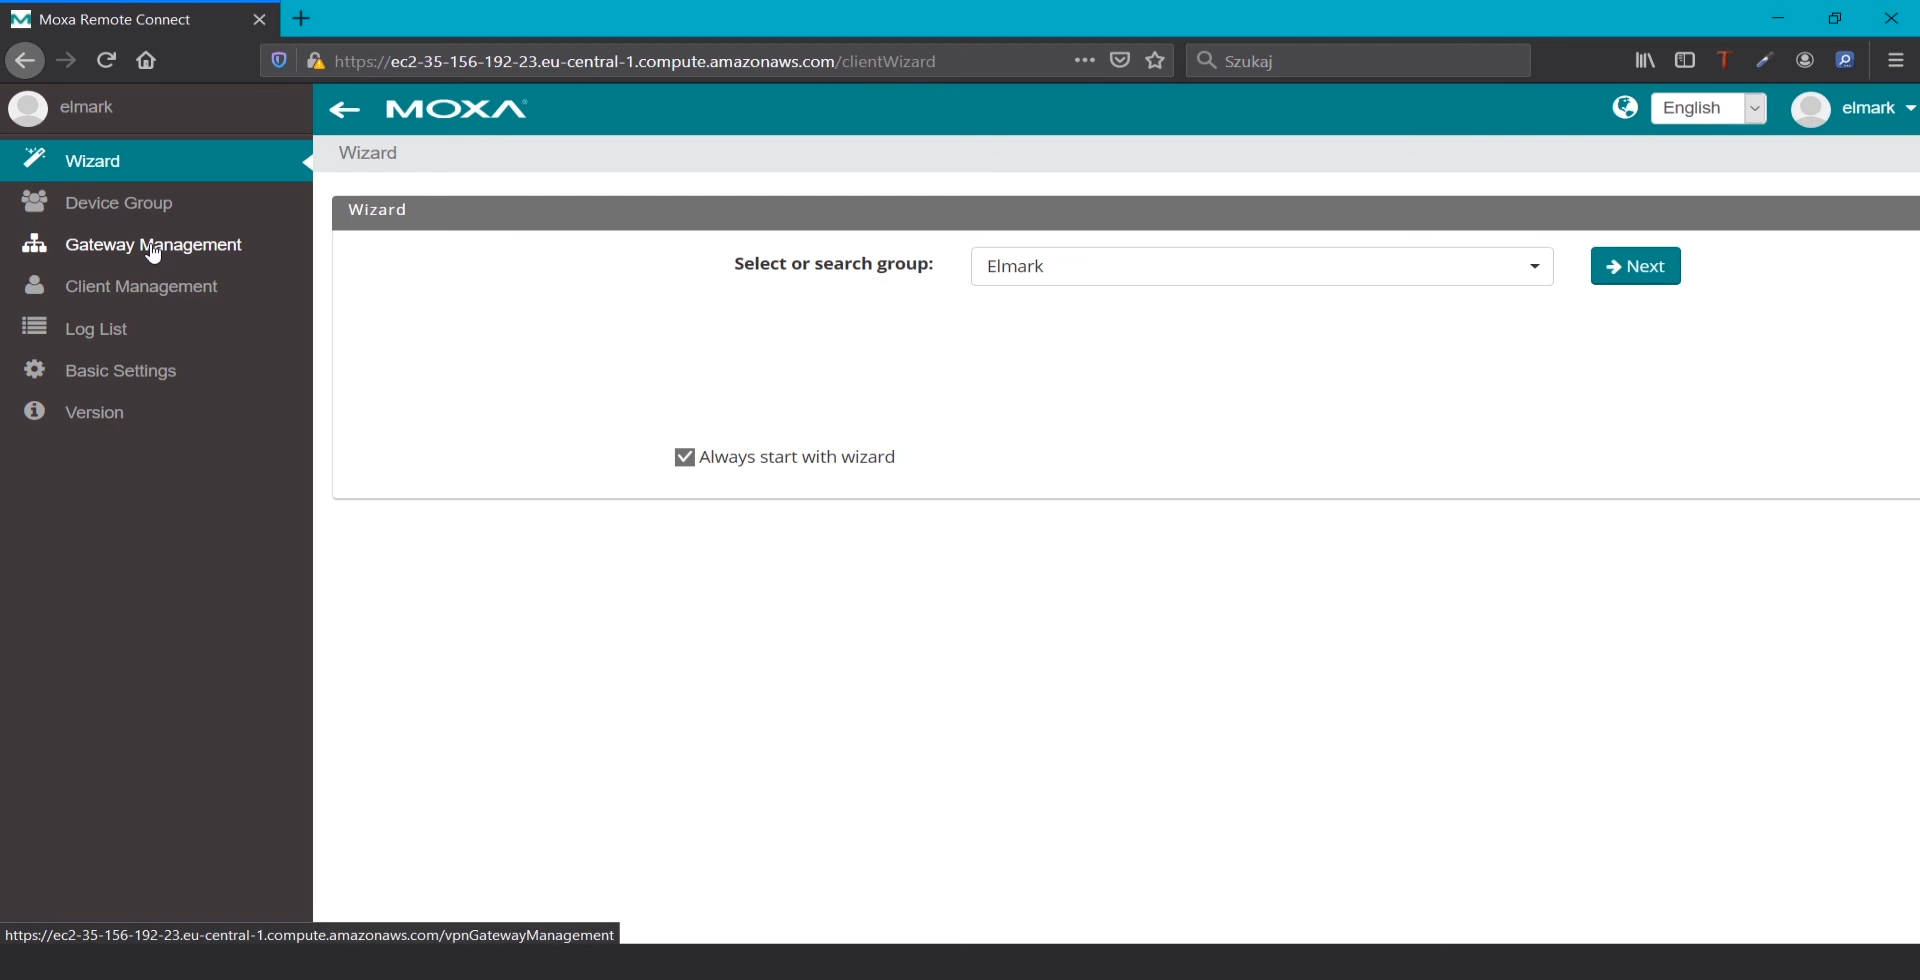 Moxa Remote Connect
https://ec2-35-156-192-23.eu-central-1.compute.amazonaws.com/clientWizard
Szukaj
elmark
MOXA
English
elmark
Wizard
Wizard
Device Group
Gateway Management
Client Management
Log List
Basic Settings
Version
Wizard
Select or search group:
Elmark
Next
Always start with wizard
https://ec2-35-156-192-23.eu-central-1.compute.amazonaws.com/vpnGatewayManagement